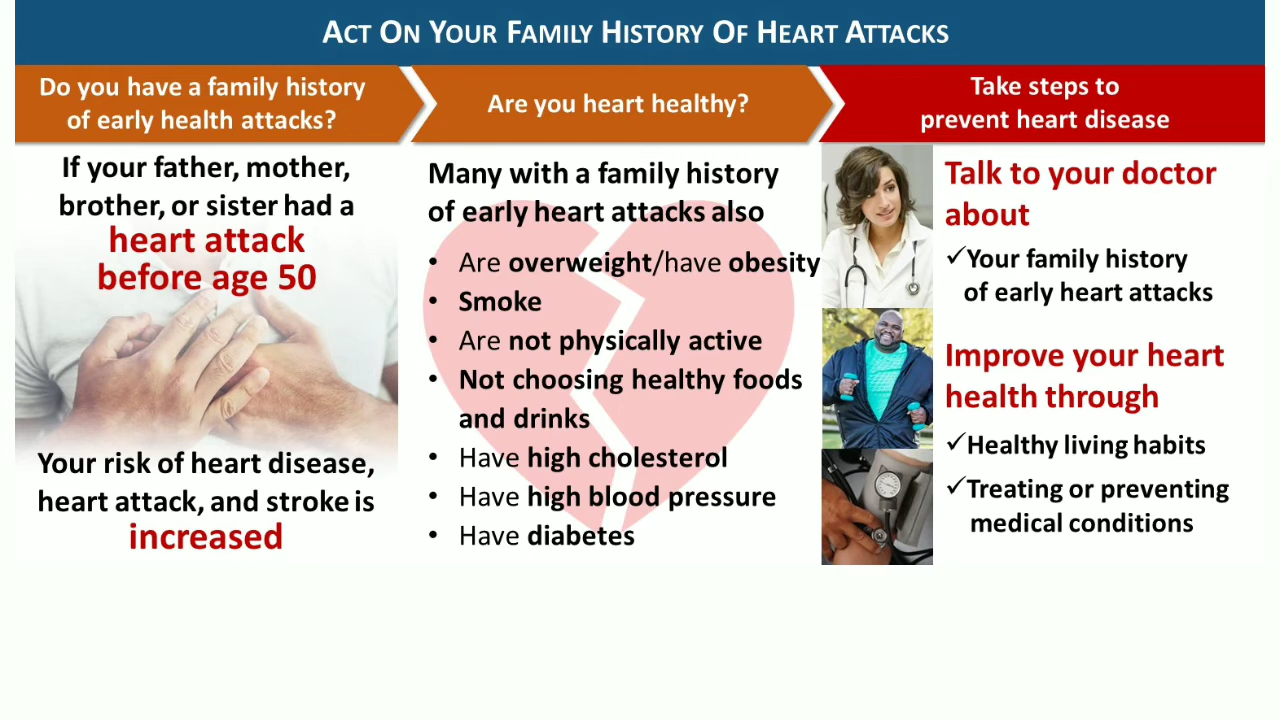 ACT ON YOUR FAMILY HISTORY OF HEART ATTACKS
Do you have a family history
of early health attacks?
If your father, mother,
brother, or sister had a
heart attack
before age 50
Your risk of heart disease,
heart attack, and stroke is
increased
Are you heart healthy?
Many with a family history
of early heart attacks also
• Are overweight/have obesity
• Smoke
• Are not physically active
• Not choosing healthy foods
and drinks
• Have high cholesterol
• Have high blood pressure
• Have diabetes
Take steps to
prevent heart disease
Talk to your doctor
about
✓Your family history
of early heart attacks
Improve your heart
health through
✓Healthy living habits
✓Treating or preventing
medical conditions